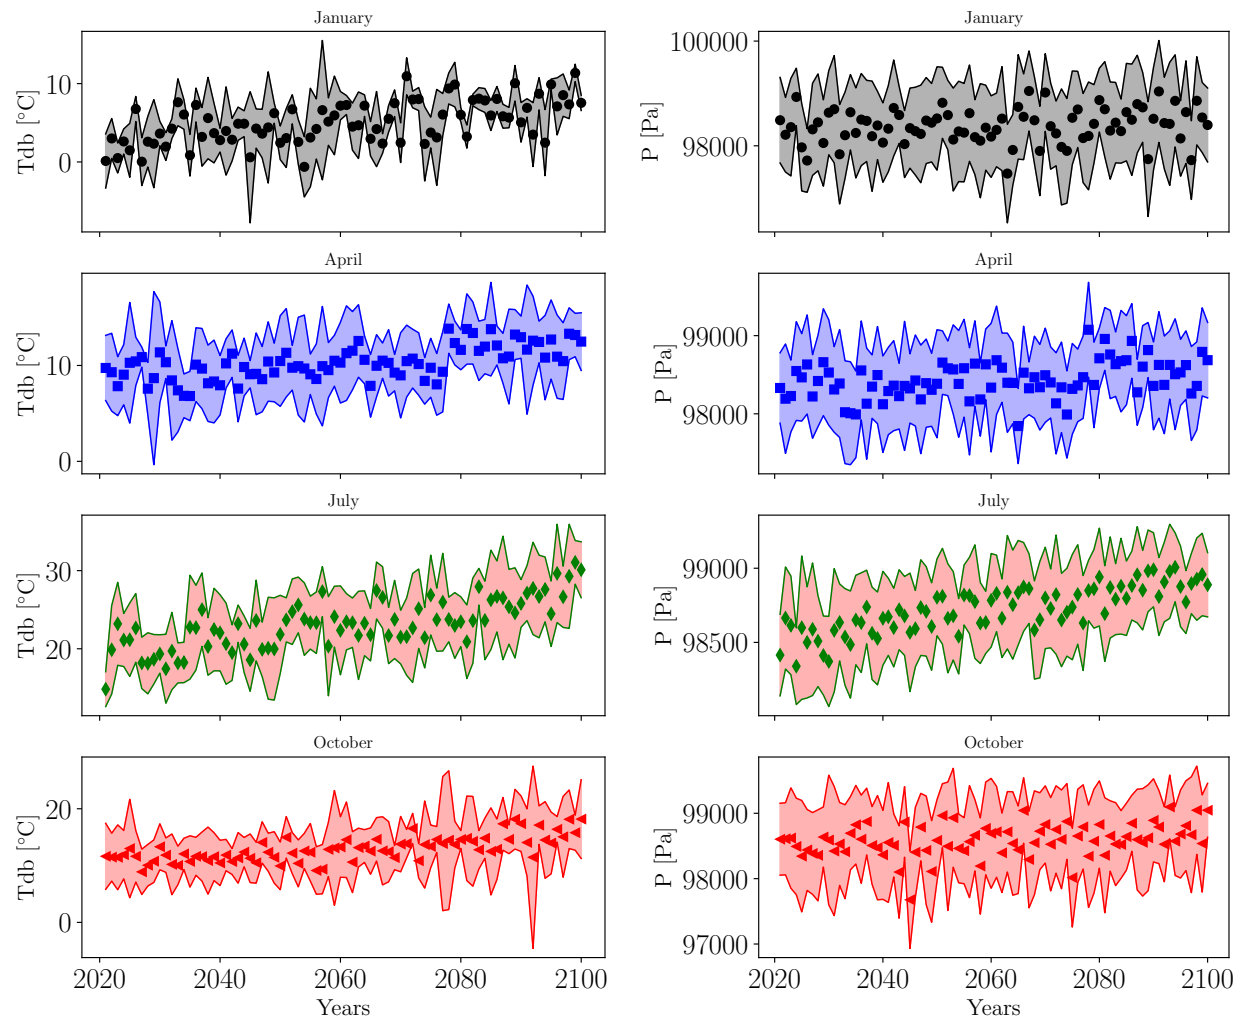 January
Tdb [°C]
10
0
January
P [Pa]
100000
98000
April
Tdb [°C]
10
0
April
P [Pa]
99000
98000
July
Tdb [°C]
30
20
July
P [Pa]
99000
98500
October
Tdb [°C]
20
0
2020 2040 2060 2080 2100
Years
October
P [Pa]
99000
98000
97000
2020 2040 2060 2080 2100
Years